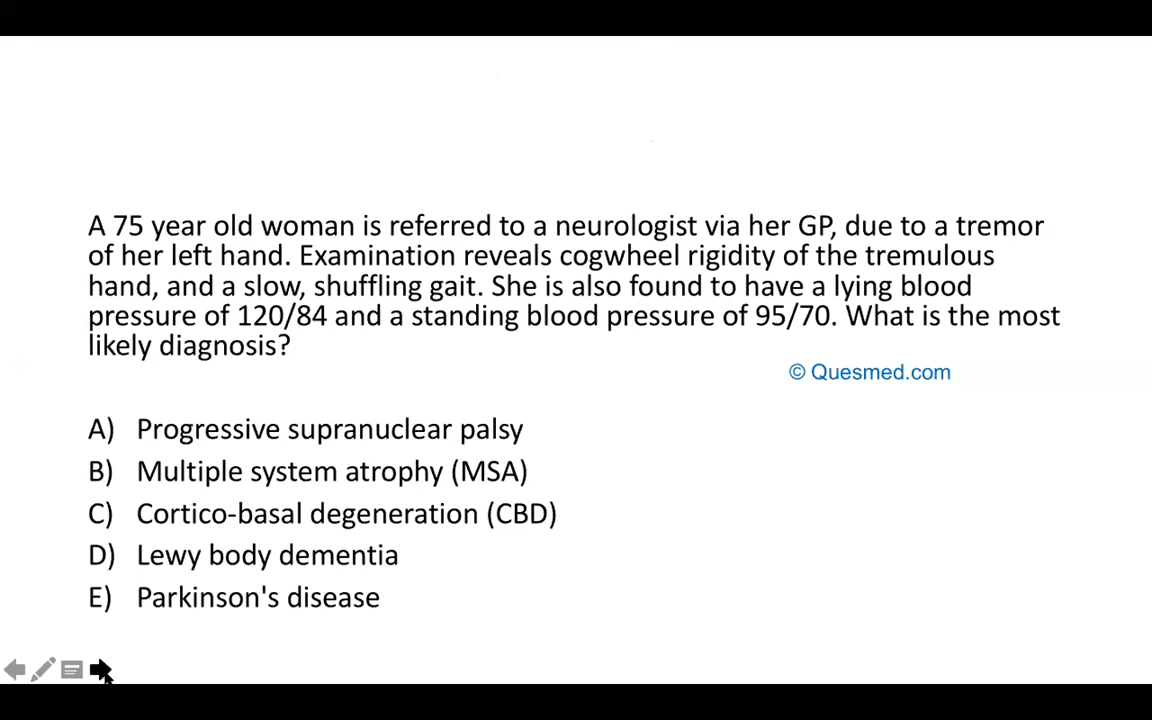 A 75 year old woman is referred to a neurologist via her GP, due to a tremor
of her left hand. Examination reveals cogwheel rigidity of the tremulous
hand, and a slow, shuffling gait. She is also found to have a lying blood
pressure of 120/84 and a standing blood pressure of 95/70. What is the most
likely diagnosis?
© Quesmed.com
A) Progressive supranuclear palsy
B) Multiple system atrophy (MSA)
C) Cortico-basal degeneration (CBD)
D) Lewy body dementia
E) Parkinson's disease